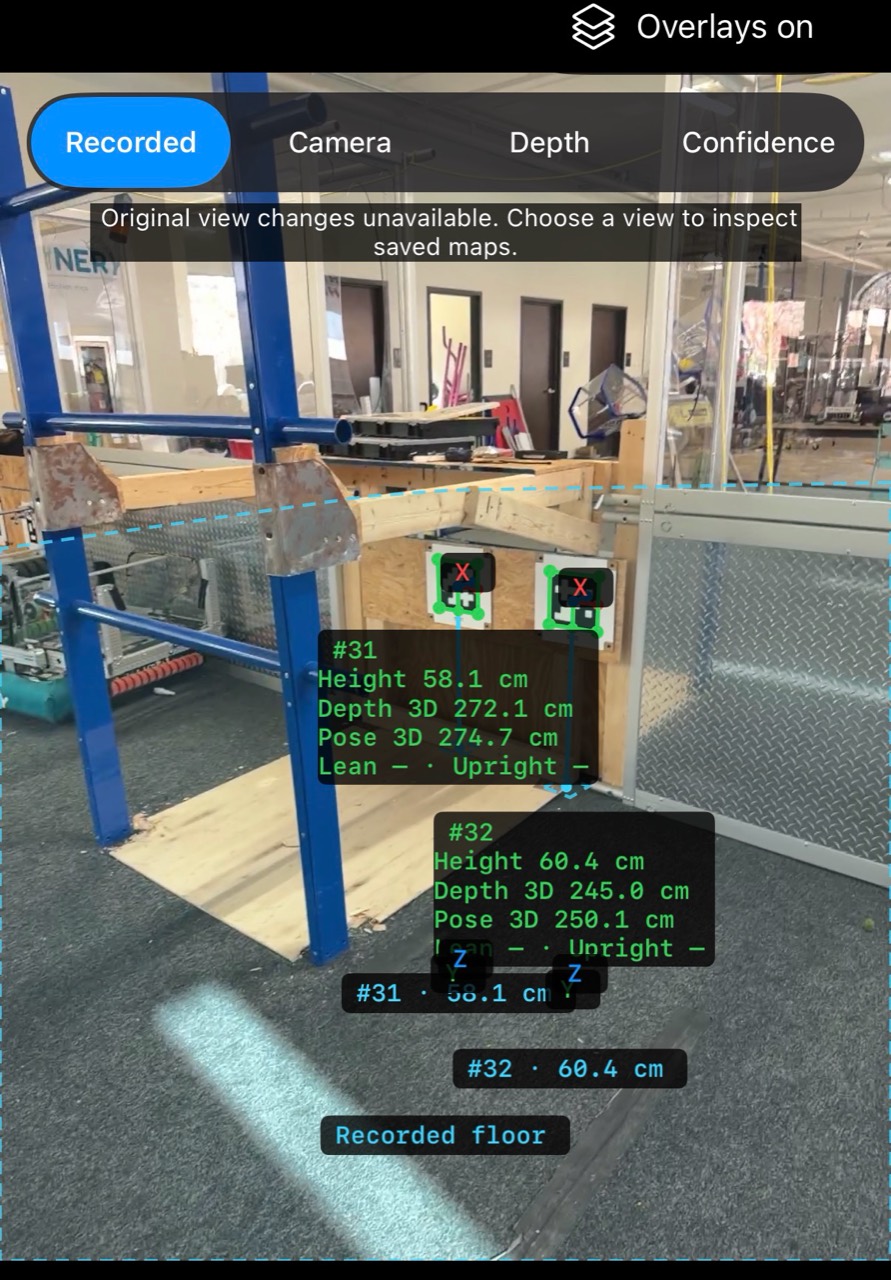 Overlays on
Recorded
Camera
Depth
Confidence
Original view changes unavailable. Choose a view to inspect
saved maps.
NERY
X
X
#31
Height 58.1 cm
Depth 3D 272.1 cm
Pose 3D 274.7 cm
Lean — · Upright —
#32
Height 60.4 cm
Depth 3D 245.0 cm
Pose 3D 250.1 cm
Lean — · Upright —
Z
Y
Z
Y
#31 · 58.1 cm
#32 · 60.4 cm
Recorded floor